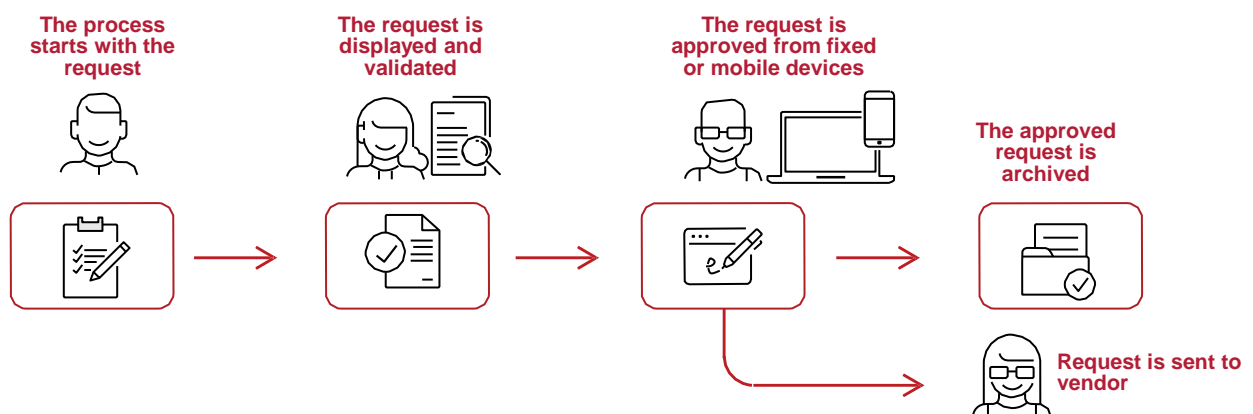 The process
starts with the
request
The request is
displayed and
validated
The request is
approved from fixed
or mobile devices
The approved
request is
archived
Request is sent to
vendor